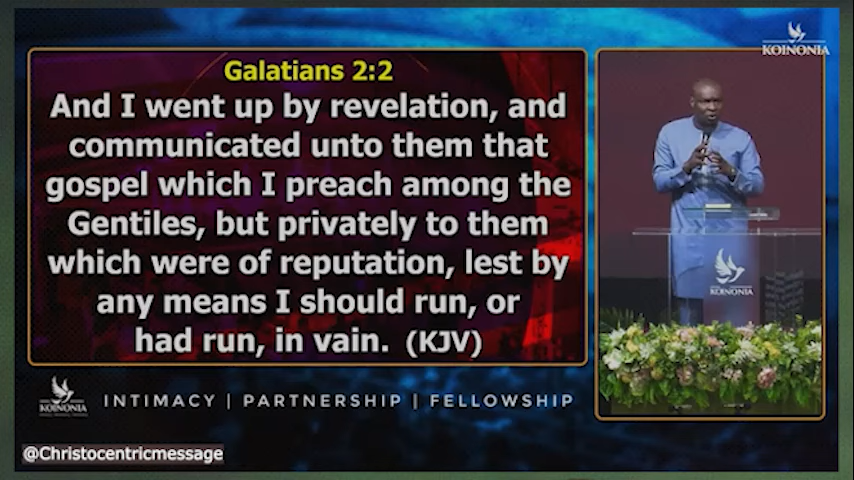 KOINONIA
Galatians 2:2
And I went up by revelation, and
communicated unto them that
gospel which I preach among the
Gentiles, but privately to them
which were of reputation, lest by
any means I should run, or
had run, in vain. (KJV)
KOINONIA
KOINONIA
INTIMACY | PARTNERSHIP | FELLOWSHIP
@Christocentricmessage